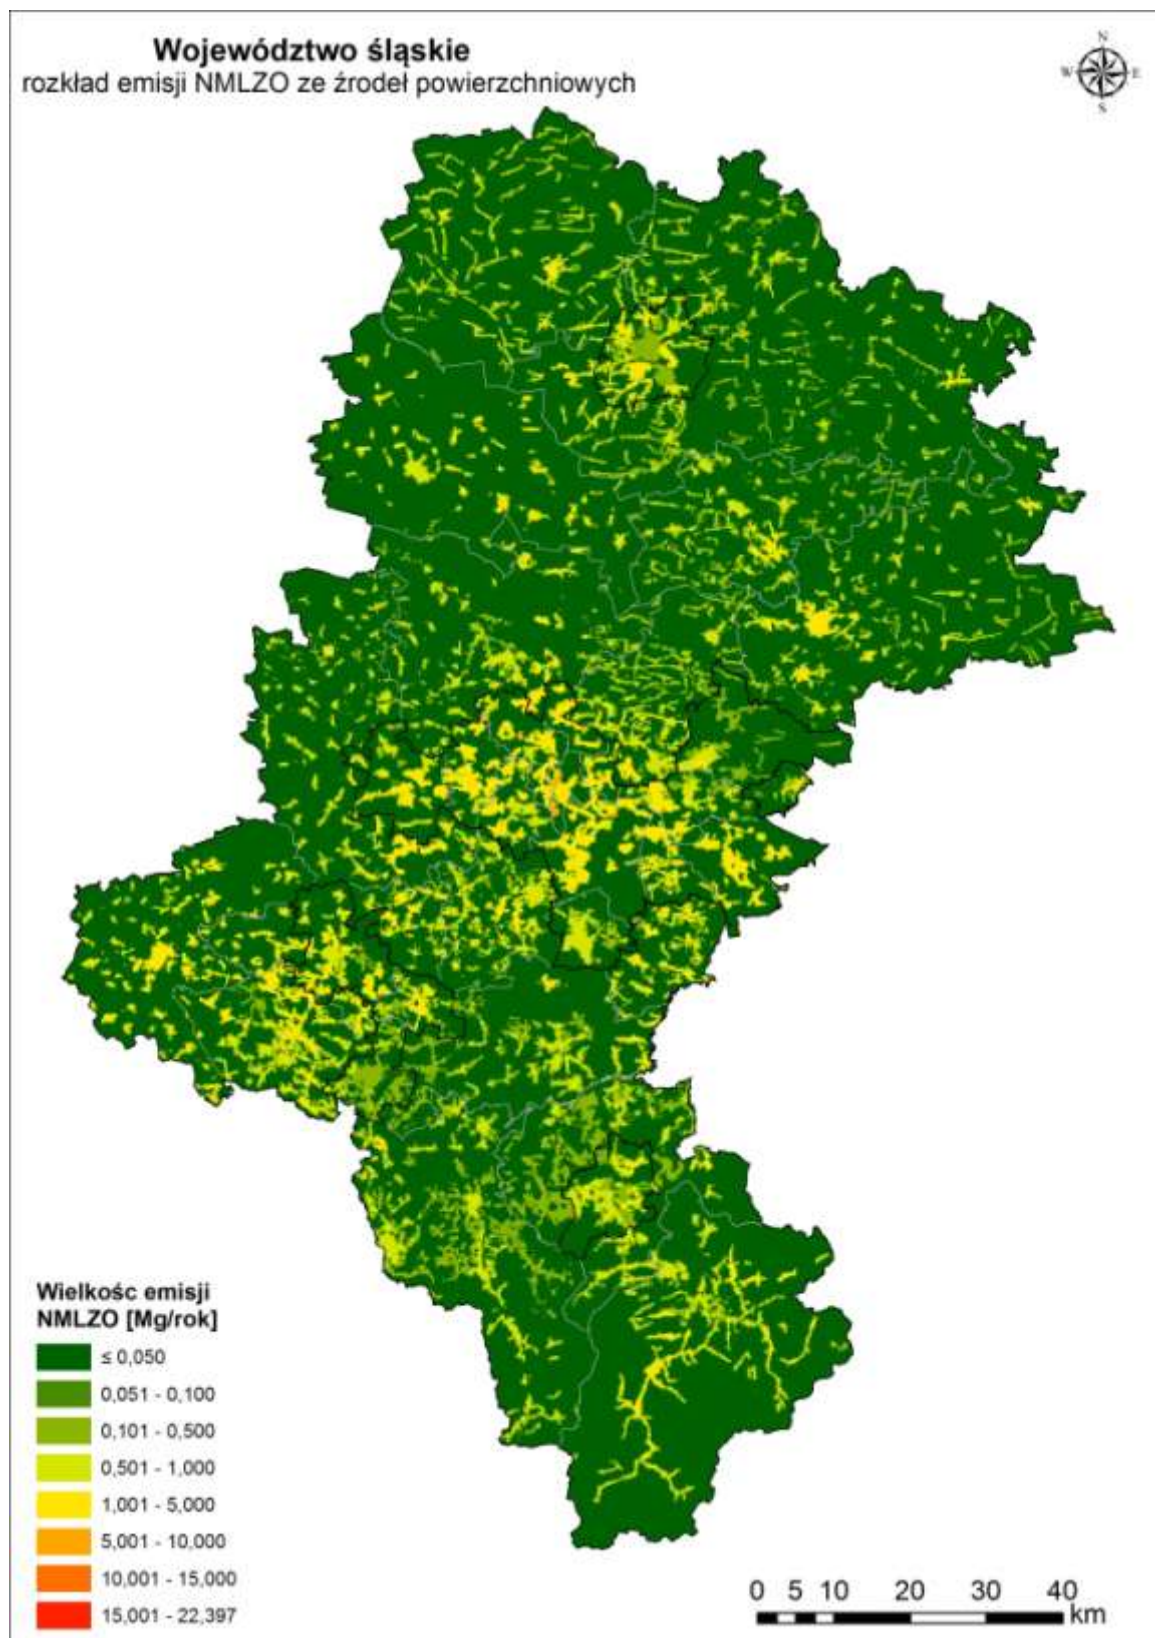 Województwo śląskie
rozkład emisji NMLZO ze źrodeł powierzchniowych
N
W
E
S
Wielkośc emisji
NMLZO [Mg/rok]
≤ 0,050
0,051 - 0,100
0,101 - 0,500
0,501 - 1,000
1,001 - 5,000
5,001 - 10,000
10,001 - 15,000
15,001 - 22,397
0 5 10 20 30 40
km